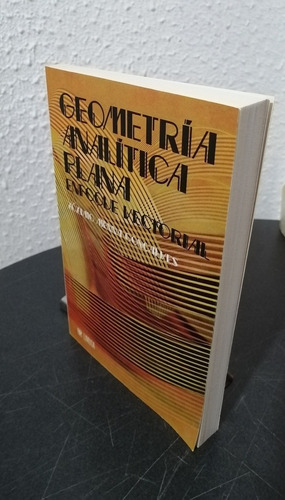 GEOMETRÍA
ANALÍTICA
PLANA
ENFOQUE VECTORIAL